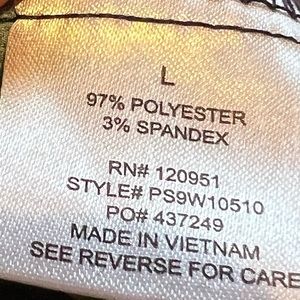 L
97% POLYESTER
3% SPANDEX
RN# 120951
STYLE# PS9W10510
PO# 437249
MADE IN VIETNAM
SEE REVERSE FOR CARE